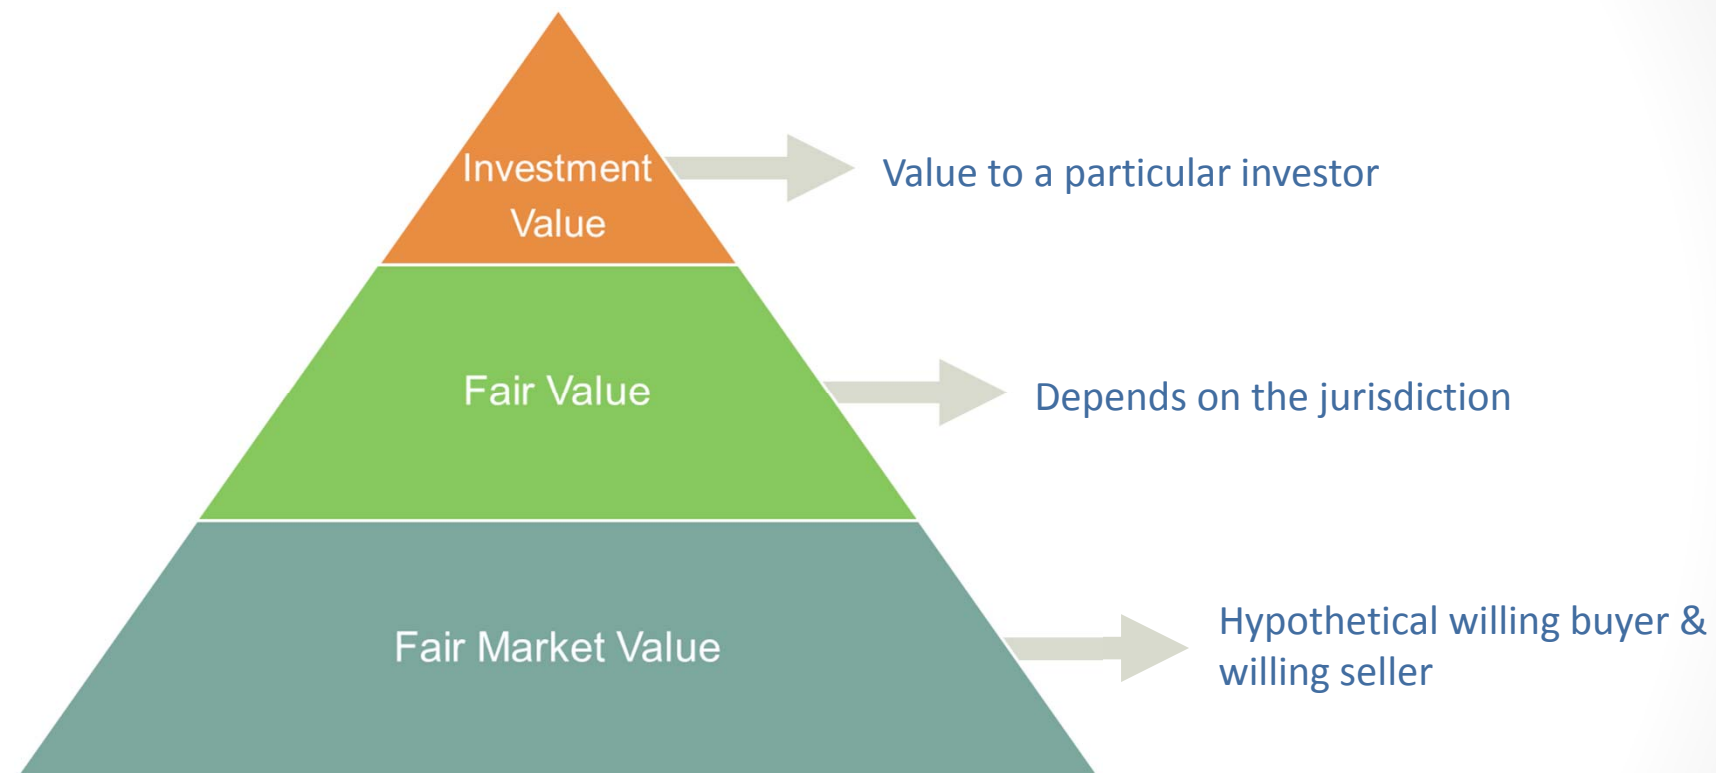 Investment
Value
Value to a particular investor
Fair Value
Depends on the jurisdiction
Fair Market Value
Hypothetical willing buyer &
willing seller